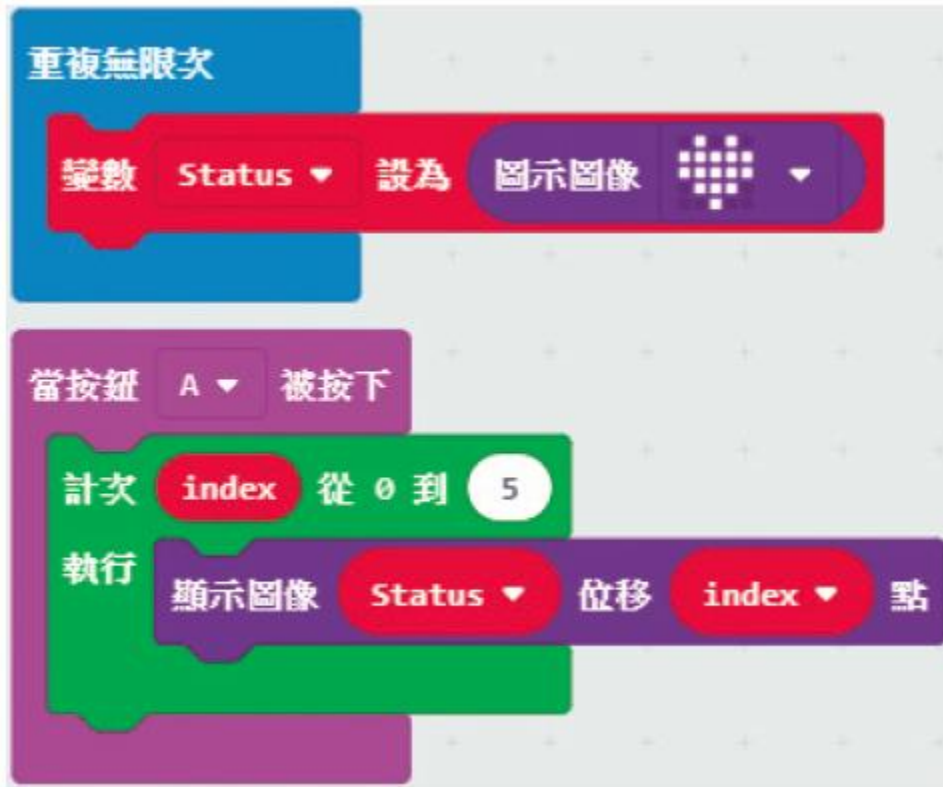 重複無限次
變數 Status 設為 圖示圖像
當按鈕 A 被按下
計次 index 從 0 到 5
執行
顯示圖像 Status 位移 index 點